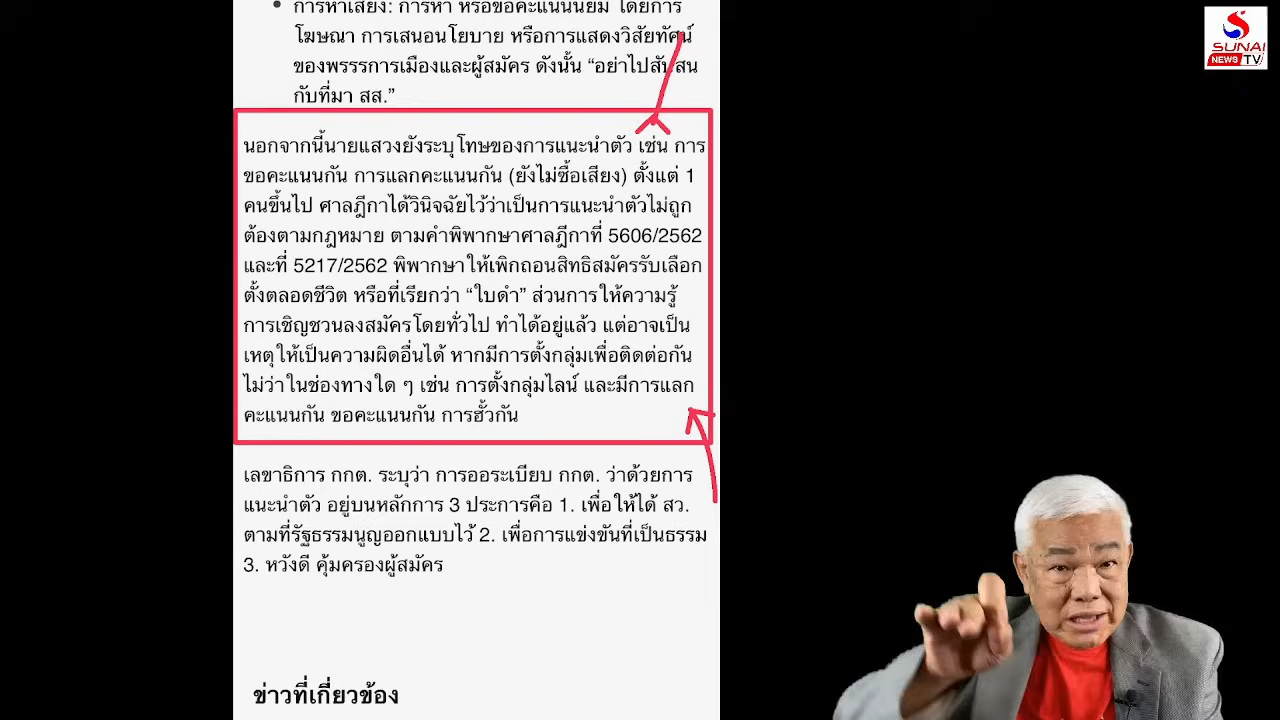 การหาเสียง: การหา หรือขอคะแนนนิยม โดยการ
โฆษณา การเสนอนโยบาย หรือการแสดงวิสัยทัศน์
ของพรรรการเมืองและผู้สมัคร ดังนั้น “อย่าไปสับสน
กับที่มา สส.”
นอกจากนี้นายแสวงยังระบุโทษของการแนะนำตัว เช่น การ
ขอคะแนนกัน การแลกคะแนนกัน (ยังไม่ซื้อเสียง) ตั้งแต่ 1
คนขึ้นไป ศาลฎีกาได้วินิจฉัยไว้ว่าเป็นการแนะนำตัวไม่ถูก
ต้องตามกฎหมาย ตามคำพิพากษาศาลฎีกาที่ 5606/2562
และที่ 5217/2562 พิพากษาให้เพิกถอนสิทธิสมัครรับเลือก
ตั้งตลอดชีวิต หรือที่เรียกว่า “ใบดำ” ส่วนการให้ความรู้
การเชิญชวนลงสมัครโดยทั่วไป ทำได้อยู่แล้ว แต่อาจเป็น
เหตุให้เป็นความผิดอื่นได้ หากมีการตั้งกลุ่มเพื่อติดต่อกัน
ไม่ว่าในช่องทางใด ๆ เช่น การตั้งกลุ่มไลน์ และมีการแลก
คะแนนกัน ขอคะแนนกัน การฮั้วกัน
เลขาธิการ กกต. ระบุว่า การออระเบียบ กกต. ว่าด้วยการ
แนะนำตัว อยู่บนหลักการ 3 ประการคือ 1. เพื่อให้ได้ สว.
ตามที่รัฐธรรมนูญออกแบบไว้ 2. เพื่อการแข่งขันที่เป็นธรรม
3. หวังดี คุ้มครองผู้สมัคร
ข่าวที่เกี่ยวข้อง
SUNAI
NEWS TV